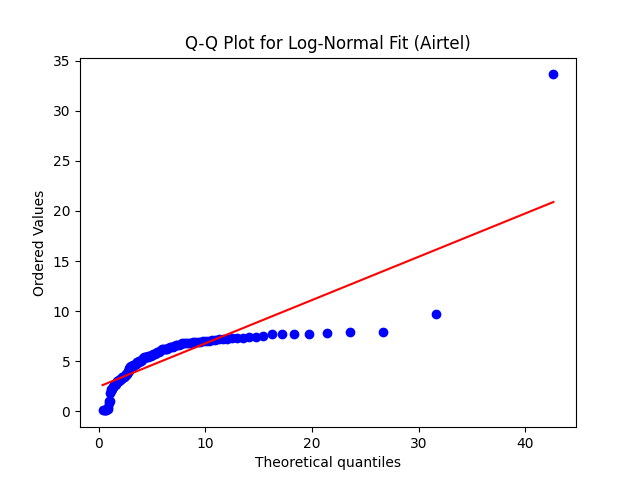 Q-Q Plot for Log-Normal Fit (Airtel)
35
30
25
20
15
10
5
0
Ordered Values
0 10 20 30 40
Theoretical quantiles